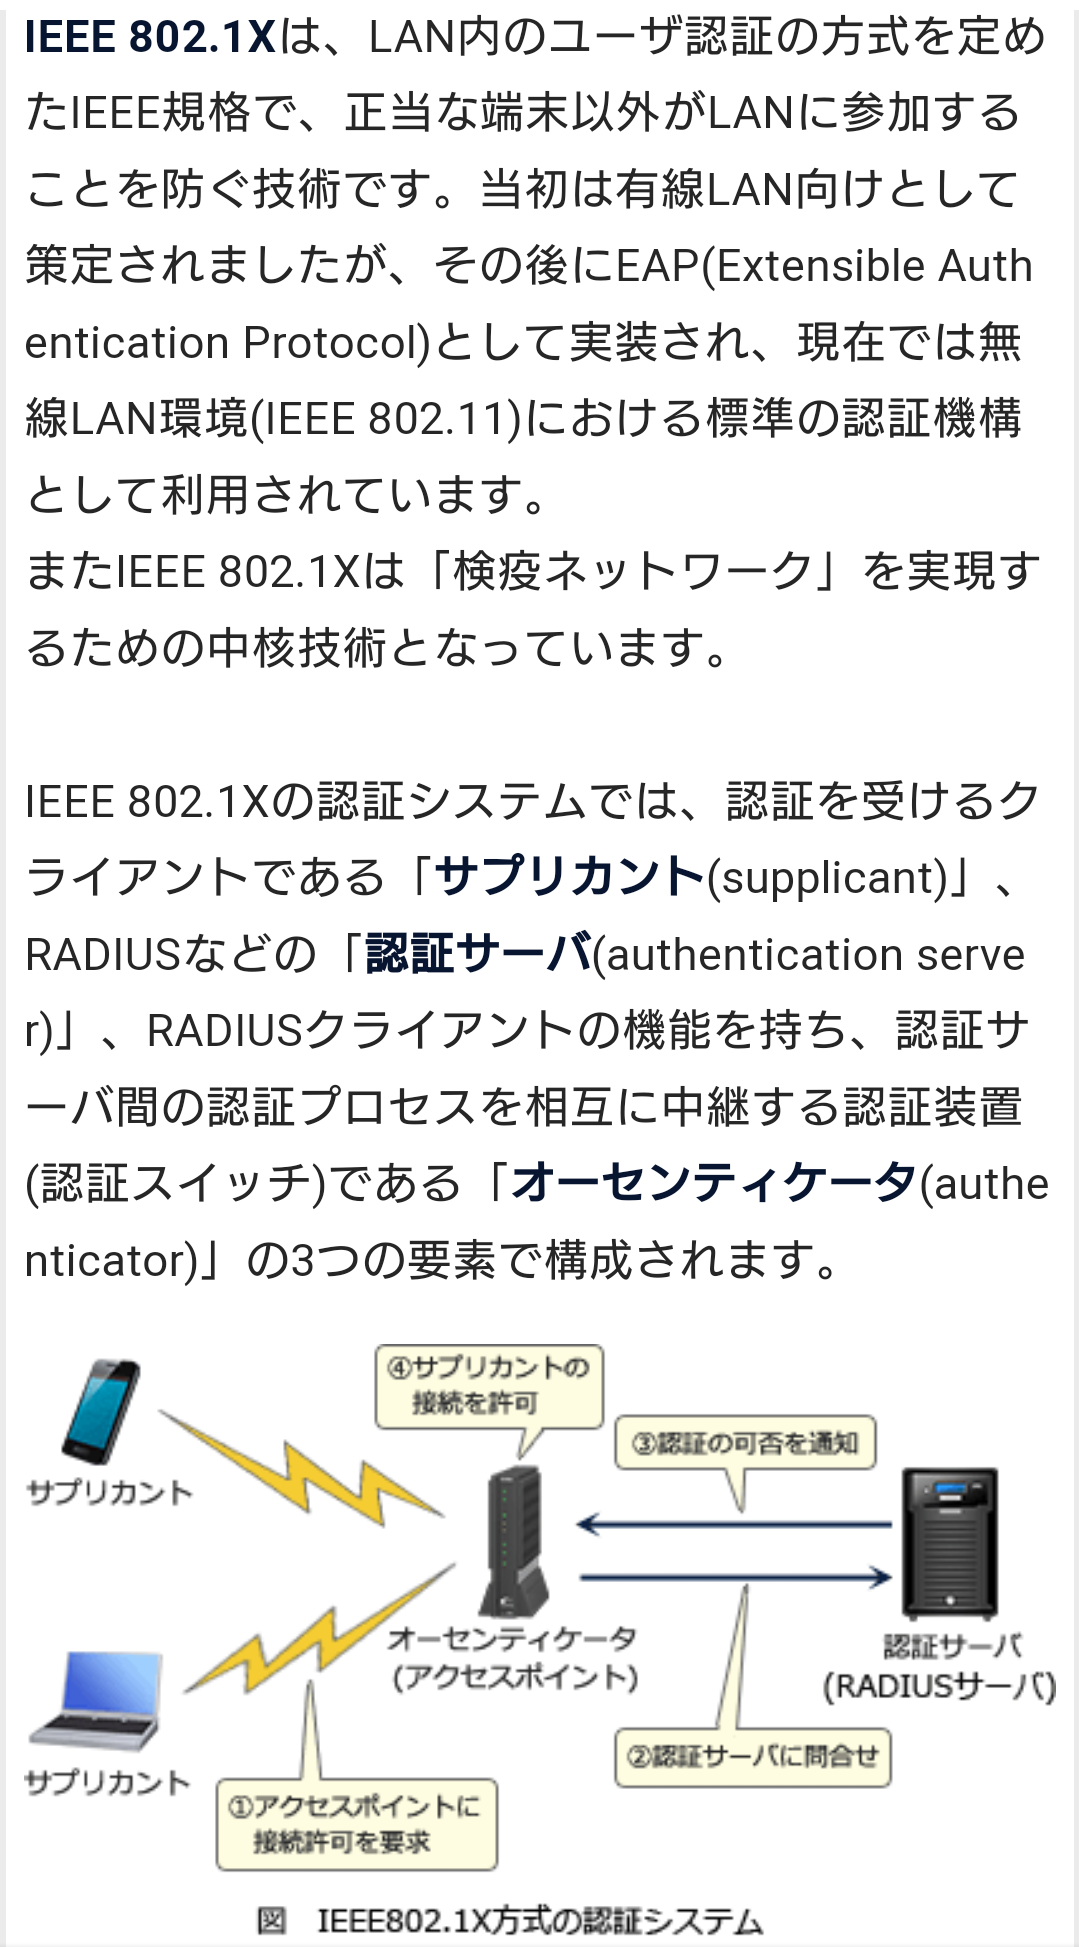 IEEE 802.1Xは、LAN内のユーザ認証の方式を定め
たIEEE規格で、正当な端末以外がLANに参加する
ことを防ぐ技術です。当初は有線LAN向けとして
策定されましたが、その後にEAP(Extensible Auth
entication Protocol)として実装され、現在では無
線LAN環境(IEEE 802.11)における標準の認証機構
として利用されています。
またIEEE 802.1Xは「検疫ネットワーク」を実現す
るための中核技術となっています。
IEEE 802.1Xの認証システムでは、認証を受けるク
ライアントである「サプリカント(supplicant)」、
RADIUSなどの「認証サーバ(authentication serve
r)」、RADIUSクライアントの機能を持ち、認証サ
ーバ間の認証プロセスを相互に中継する認証装置
(認証スイッチ)である「オーセンティケータ(authe
nticator)」の3つの要素で構成されます。
④サプリカントの
接続を許可
③認証の可否を通知
サプリカント
オーセンティケータ
(アクセスポイント)
認証サーバ
(RADIUSサーバ)
②認証サーバに問合せ
サプリカント
①アクセスポイントに
接続許可を要求
図 IEEE802.1X方式の認証システム